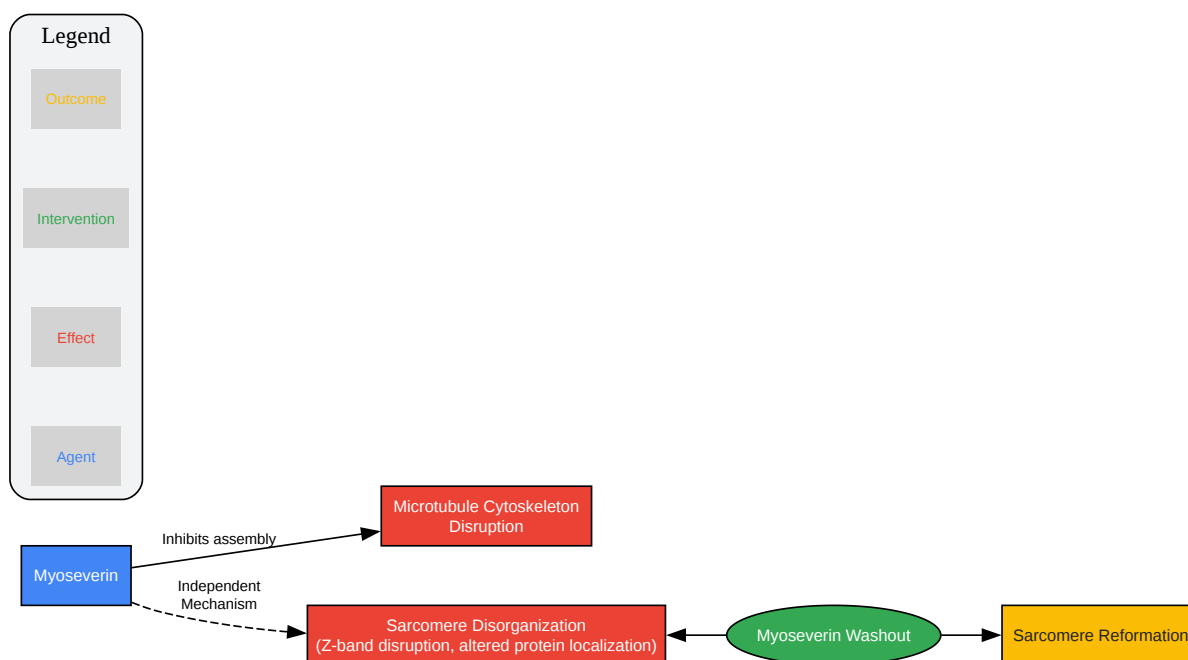 Legend
Outcome
Intervention
Effect
Agent
Microtubule Cytoskeleton
Disruption
Inhibits assembly
Myoseverin
Independent
Mechanism
Sarcomere Disorganization
(Z-band disruption, altered protein localization)
Myoseverin Washout
Sarcomere Reformation